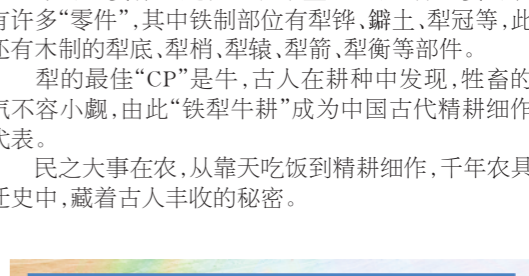 有许多“零件”,其中铁制部位有犁铧、鐴土、犁冠等,此
还有木制的犁底、犁梢、犁辕、犁箭、犁衡等部件。
犁的最佳“CP”是牛,古人在耕种中发现,牲畜的
气不容小觑,由此“铁犁牛耕”成为中国古代精耕细作
代表。
民之大事在农,从靠天吃饭到精耕细作,千年农具
迁史中,藏着古人丰收的秘密。